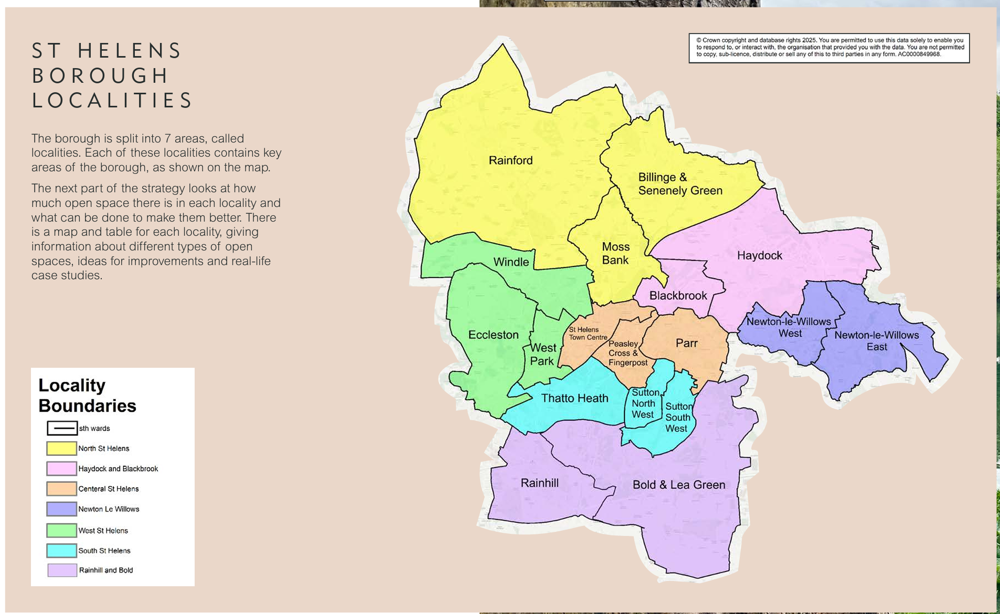 ST HELENS
BOROUGH
LOCALITIES
The borough is split into 7 areas, called
localities. Each of these localities contains key
areas of the borough, as shown on the map.
The next part of the strategy looks at how
much open space there is in each locality and
what can be done to make them better. There
is a map and table for each locality, giving
information about different types of open
spaces, ideas for improvements and real-life
case studies.
© Crown copyright and database rights 2025. You are permitted to use this data solely to enable you
to respond to, or interact with, the organisation that provided you with the data. You are not permitted
to copy, sub-licence, distribute or sell any of this to third parties in any form. AC0000849968.
Rainford
Billinge &
Senenely Green
Moss
Bank
Haydock
Windle
Blackbrook
Newton-le-Willows
West
Newton-le-Willows
East
Eccleston
West
Park
St Helens
Town Centre
Peasley
Cross &
Fingerpost
Parr
Thatto Heath
Sutton
North
West
Sutton
South
West
Rainhill
Bold & Lea Green
Locality
Boundaries
sth wards
North St Helens
Haydock and Blackbrook
Centeral St Helens
Newton Le Willows
West St Helens
South St Helens
Rainhill and Bold